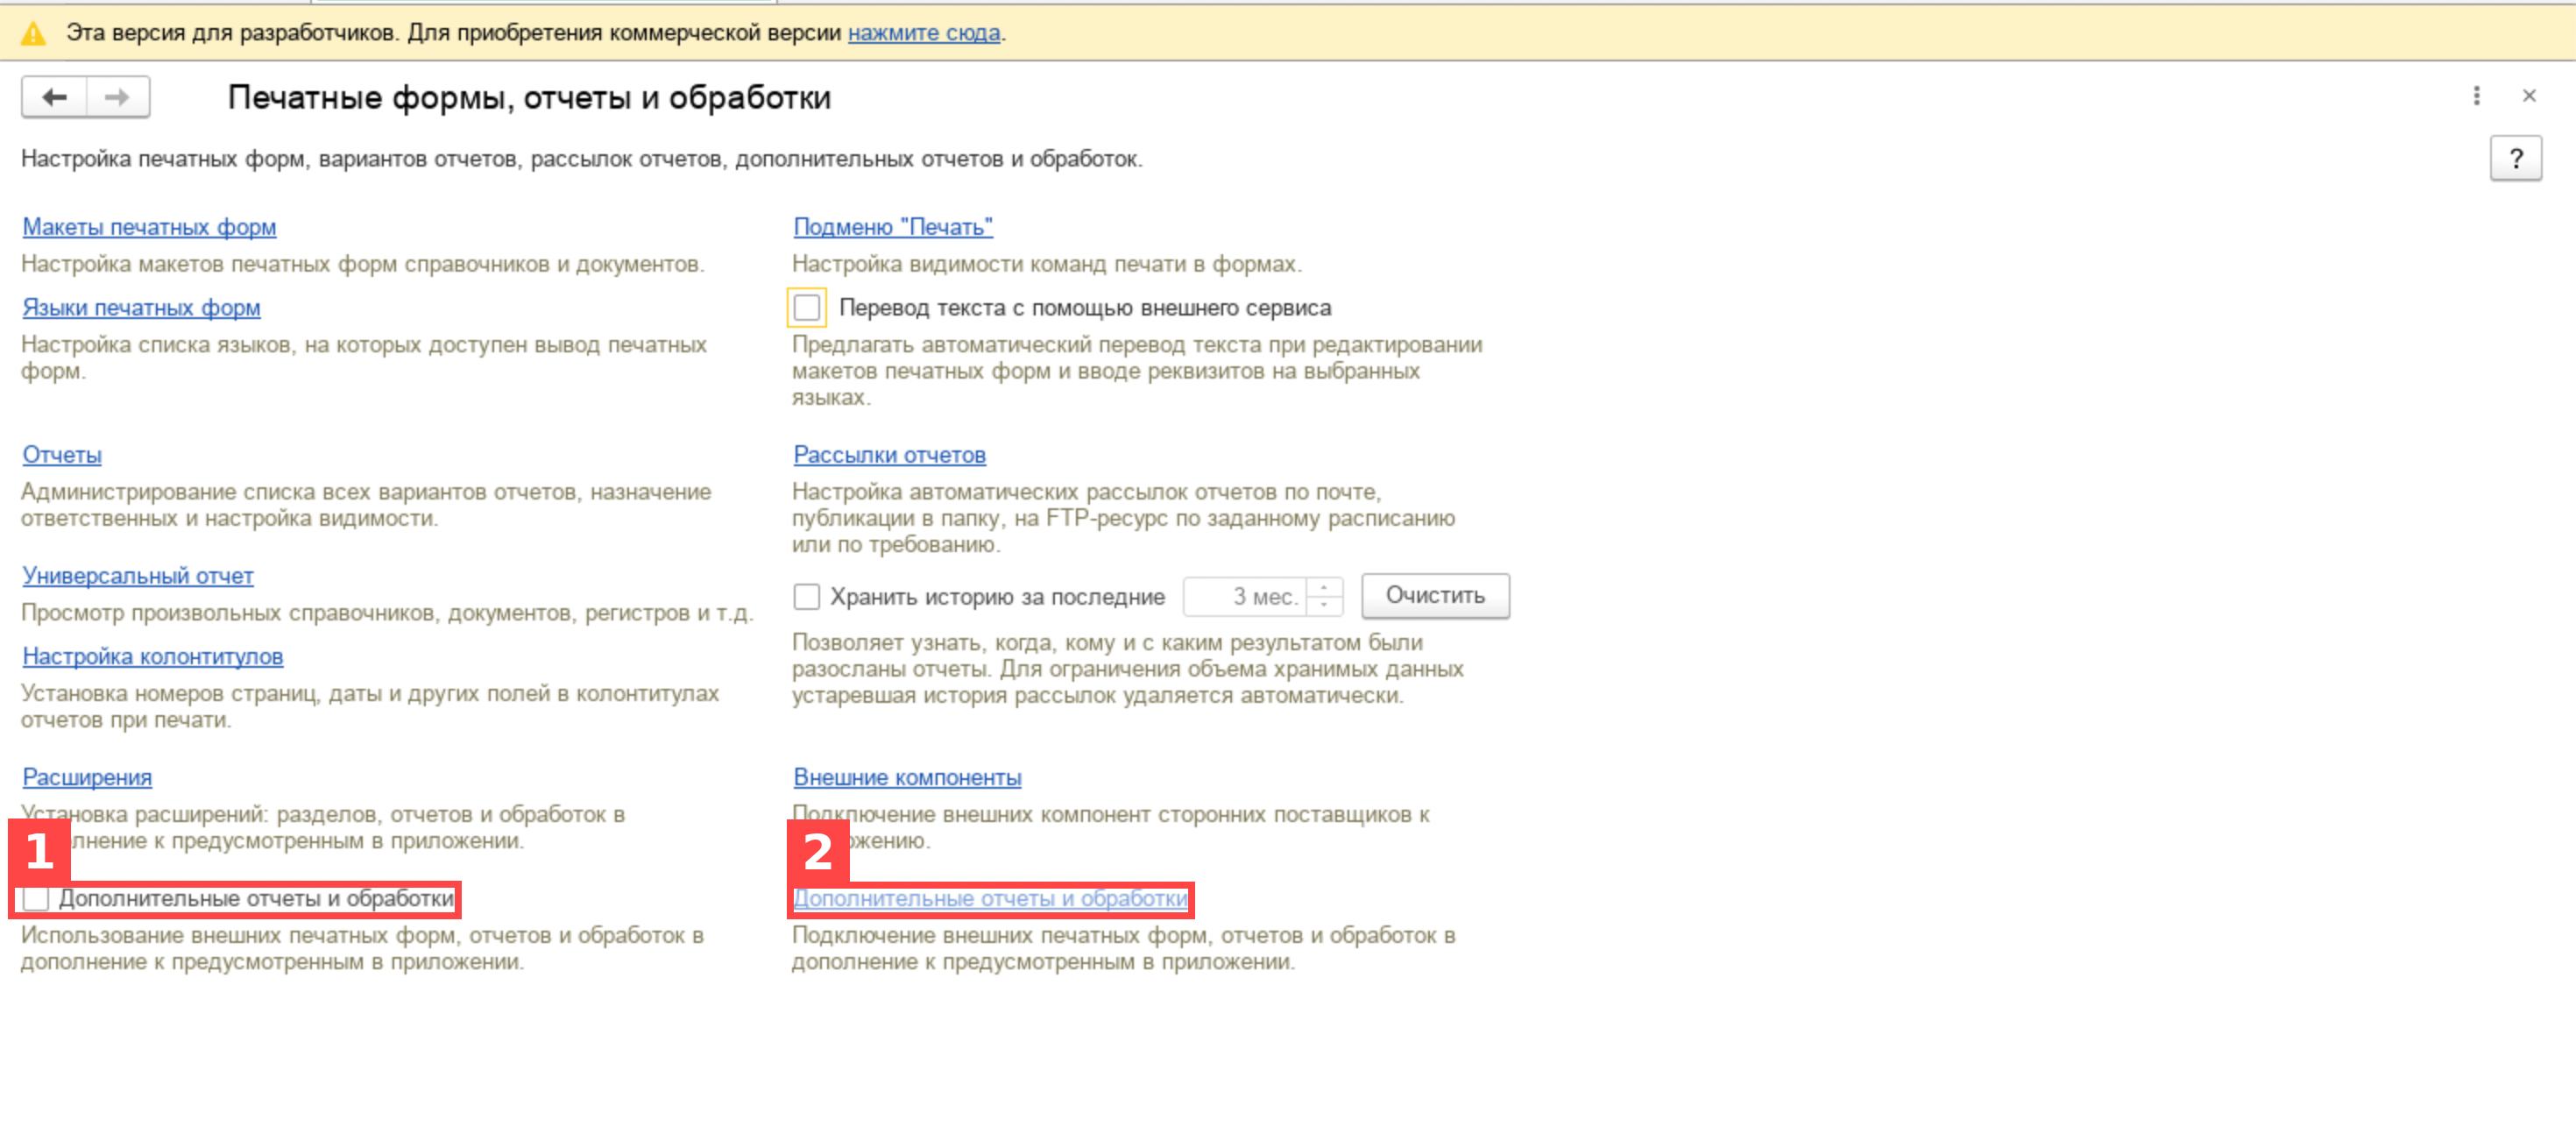 Эта версия для разработчиков. Для приобретения коммерческой версии нажмите сюда.
Печатные формы, отчеты и обработки
Настройка печатных форм, вариантов отчетов, рассылок отчетов, дополнительных отчетов и обработок.
?
Макеты печатных форм
Настройка макетов печатных форм справочников и документов.
Языки печатных форм
Настройка списка языков, на которых доступен вывод печатных
форм.
Подменю "Печать"
Настройка видимости команд печати в формах.
Перевод текста с помощью внешнего сервиса
Предлагать автоматический перевод текста при редактировании
макетов печатных форм и вводе реквизитов на выбранных
языках.
Отчеты
Администрирование списка всех вариантов отчетов, назначение
ответственных и настройка видимости.
Универсальный отчет
Просмотр произвольных справочников, документов, регистров и т.д.
Настройка колонтитулов
Установка номеров страниц, даты и других полей в колонтитулах
отчетов при печати.
Рассылки отчетов
Настройка автоматических рассылок отчетов по почте,
публикации в папку, на FTP-ресурс по заданному расписанию
или по требованию.
Хранить историю за последние 3 мес. Очистить
Позволяет узнать, когда, кому и с каким результатом были
разосланы отчеты. Для ограничения объема хранимых данных
устаревшая история рассылок удаляется автоматически.
Расширения
Установка расширений: разделов, отчетов и обработок в
лнение к предусмотренным в приложении.
1
Дополнительные отчеты и обработки
Использование внешних печатных форм, отчетов и обработок в
дополнение к предусмотренным в приложении.
Внешние компоненты
Подключение внешних компонент сторонних поставщиков к
ожению.
2
Дополнительные отчеты и обработки
Подключение внешних печатных форм, отчетов и обработок в
дополнение к предусмотренным в приложении.